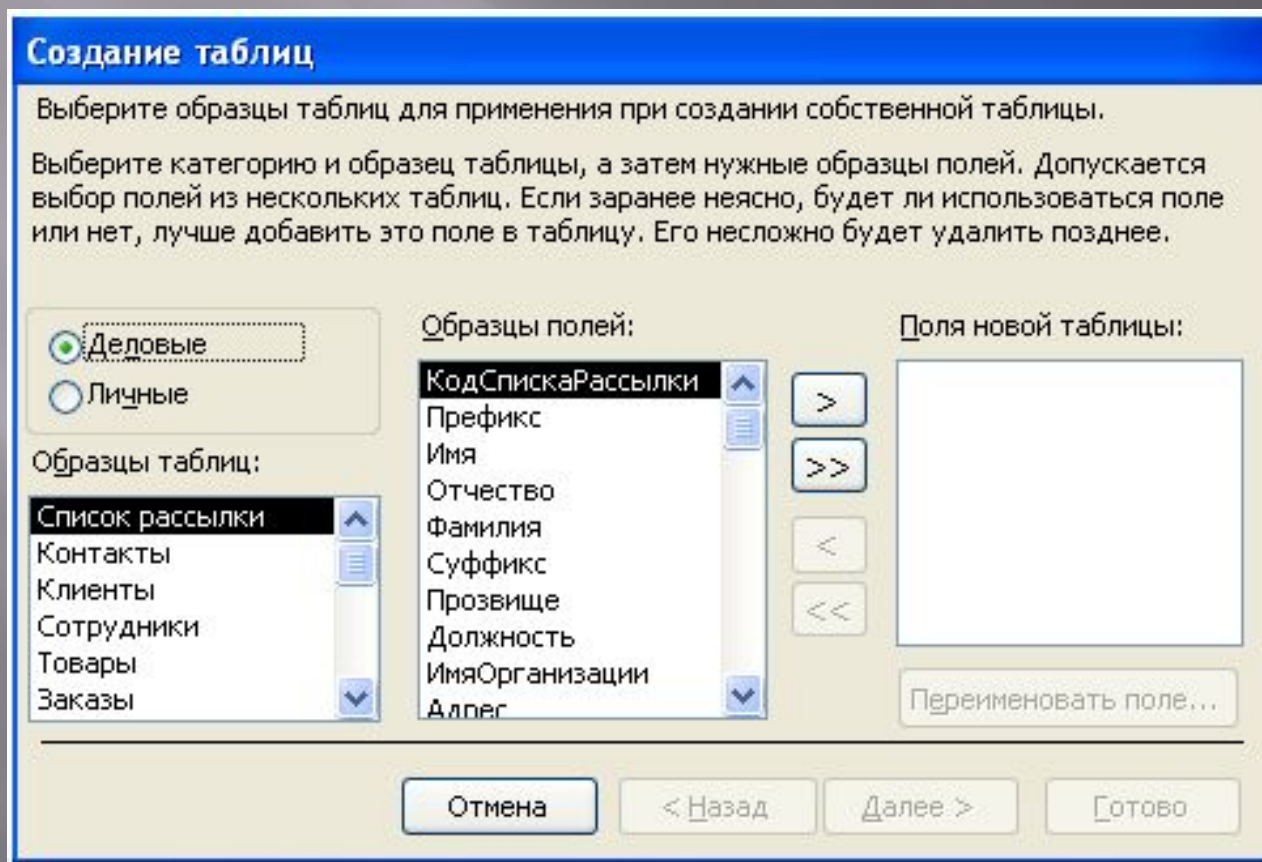 Создание таблиц
Выберите образцы таблиц для применения при создании собственной таблицы.
Выберите категорию и образец таблицы, а затем нужные образцы полей. Допускается
выбор полей из нескольких таблиц. Если заранее неясно, будет ли использоваться поле
или нет, лучше добавить это поле в таблицу. Его несложно будет удалить позднее.
Деловые
Личные
Образцы таблиц:
Список рассылки
Контакты
Клиенты
Сотрудники
Товары
Заказы
Образцы полей:
КодСпискаРассылки
Префикс
Имя
Отчество
Фамилия
Суффикс
Прозвище
Должность
ИмяОрганизации
Адрес
>
>>
<
<<
Поля новой таблицы:
Переименовать поле...
Отмена
< Назад
Далее >
Готово